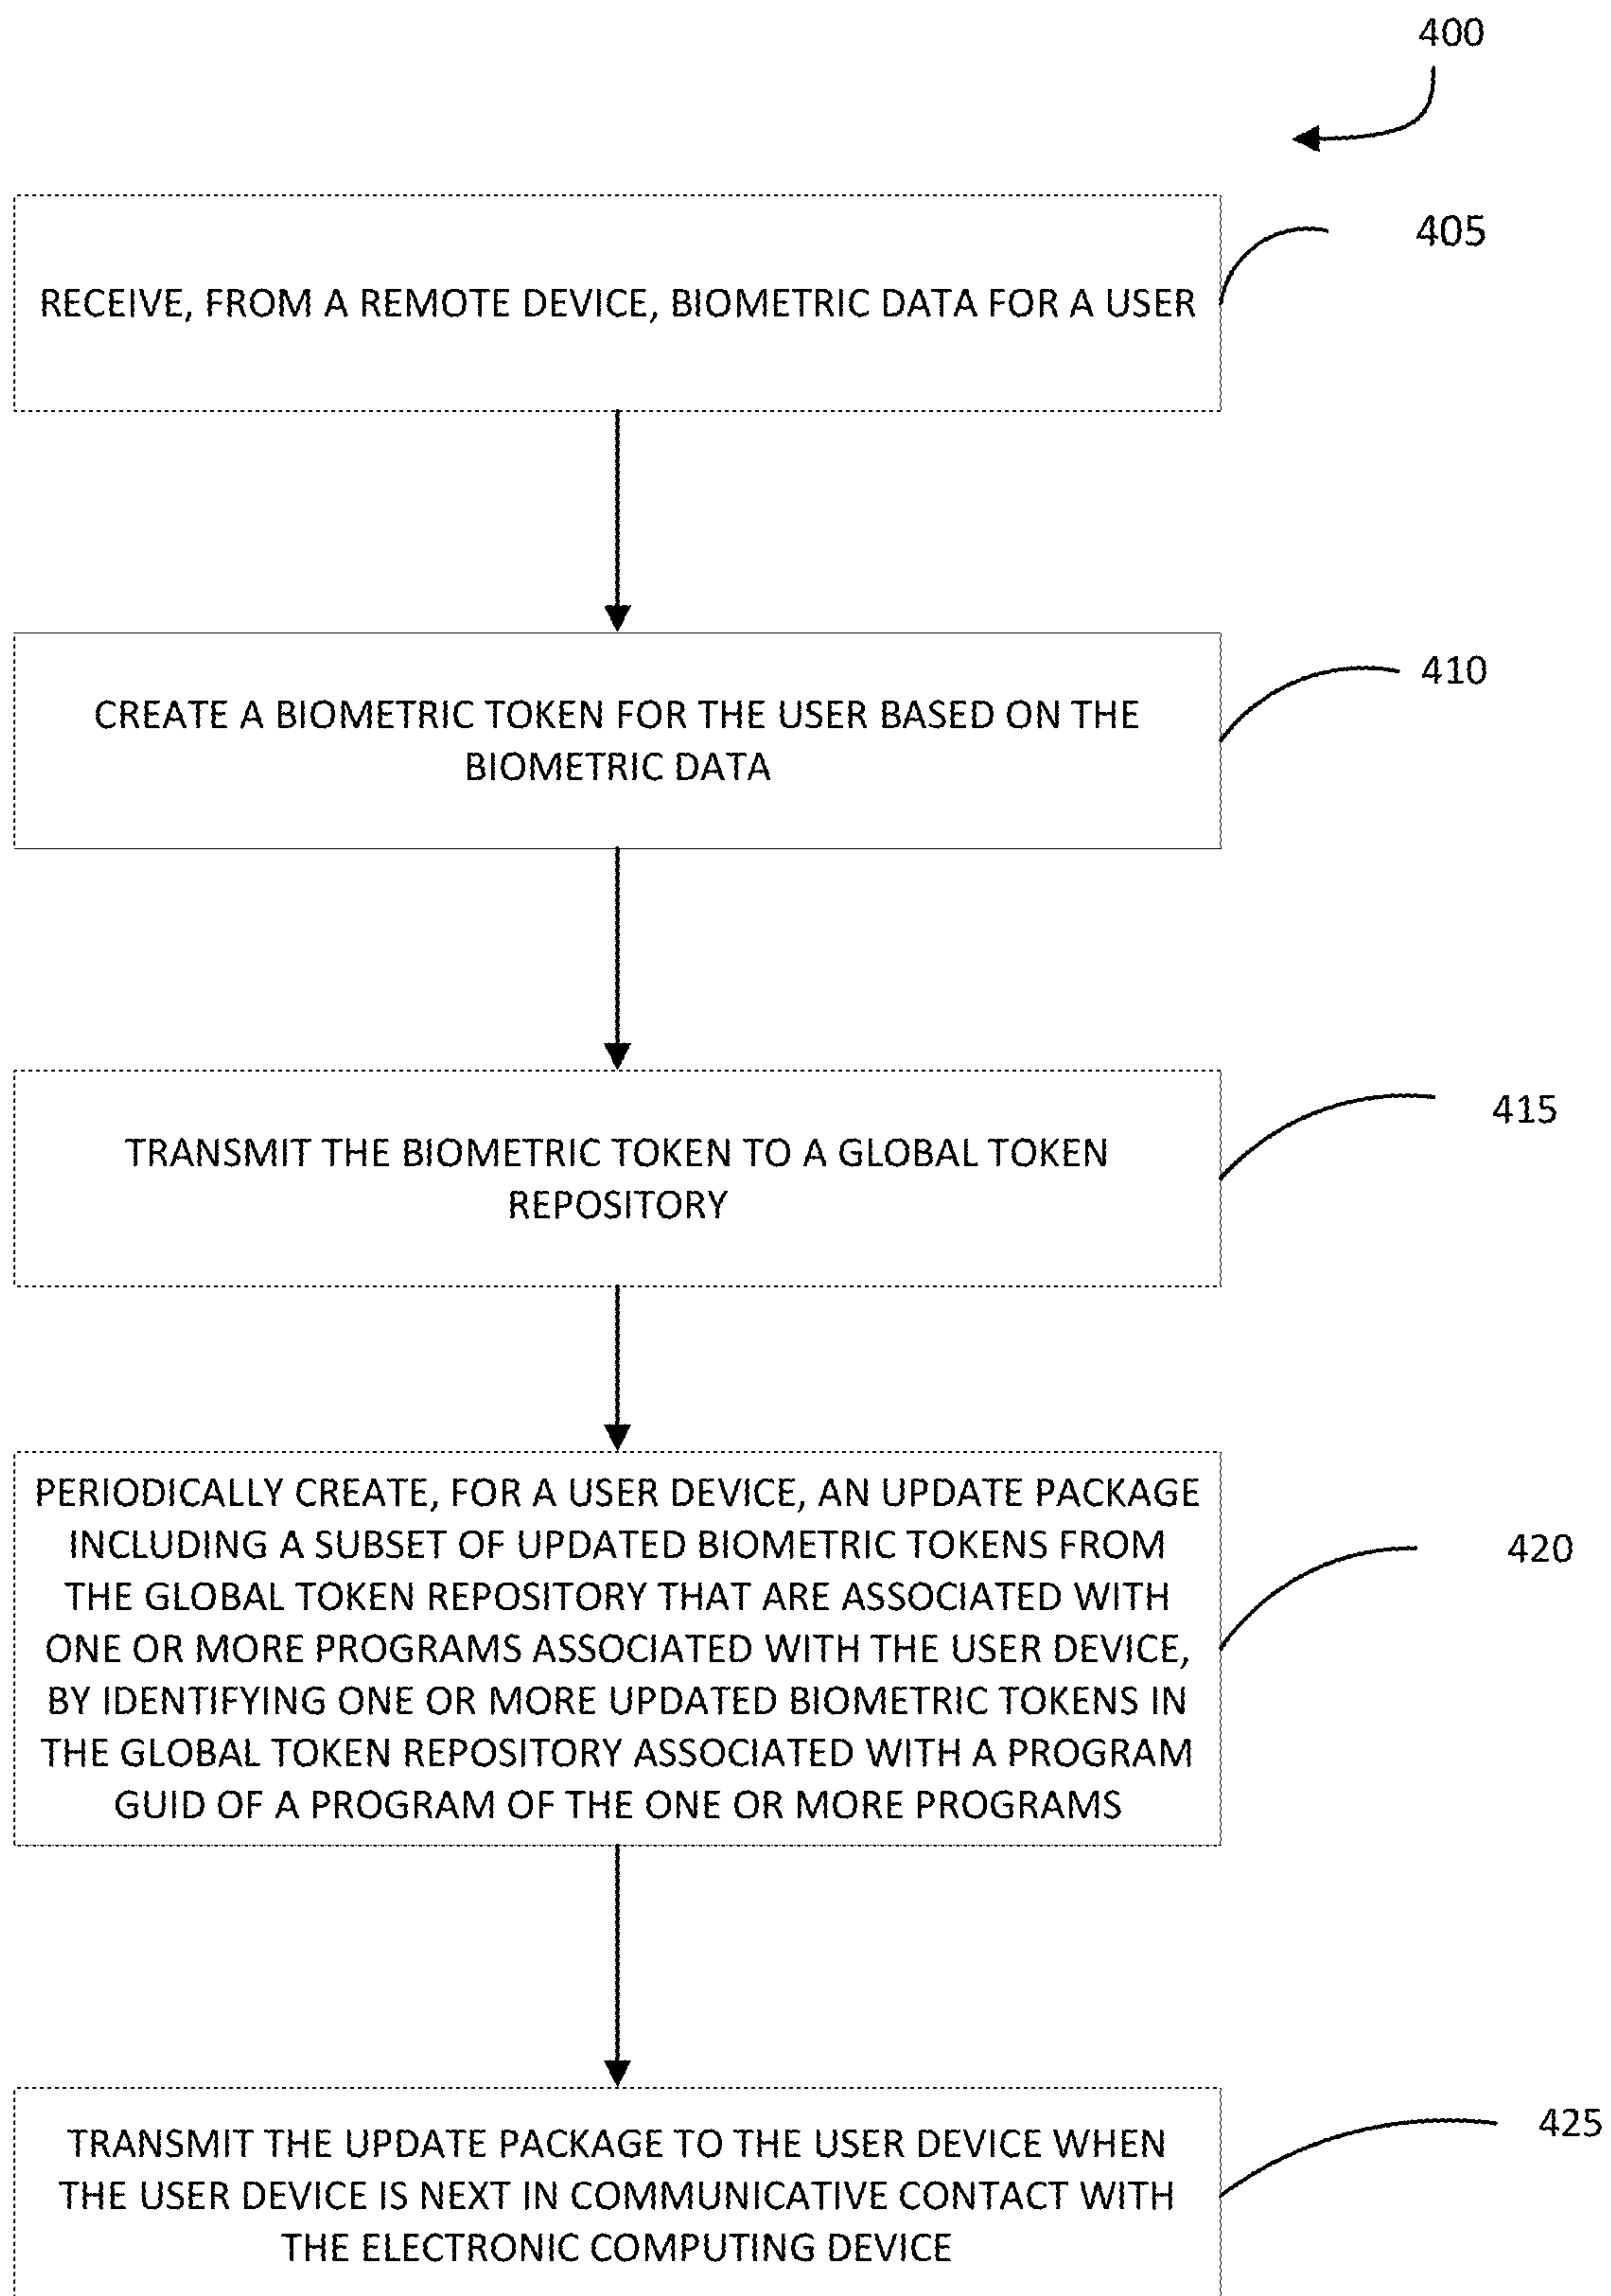 400
405
RECEIVE, FROM A REMOTE DEVICE, BIOMETRIC DATA FOR A USER
410
CREATE A BIOMETRIC TOKEN FOR THE USER BASED ON THE
BIOMETRIC DATA
415
TRANSMIT THE BIOMETRIC TOKEN TO A GLOBAL TOKEN
REPOSITORY
420
PERIODICALLY CREATE, FOR A USER DEVICE, AN UPDATE PACKAGE
INCLUDING A SUBSET OF UPDATED BIOMETRIC TOKENS FROM
THE GLOBAL TOKEN REPOSITORY THAT ARE ASSOCIATED WITH
ONE OR MORE PROGRAMS ASSOCIATED WITH THE USER DEVICE,
BY IDENTIFYING ONE OR MORE UPDATED BIOMETRIC TOKENS IN
THE GLOBAL TOKEN REPOSITORY ASSOCIATED WITH A PROGRAM
GUID OF A PROGRAM OF THE ONE OR MORE PROGRAMS
425
TRANSMIT THE UPDATE PACKAGE TO THE USER DEVICE WHEN
THE USER DEVICE IS NEXT IN COMMUNICATIVE CONTACT WITH
THE ELECTRONIC COMPUTING DEVICE